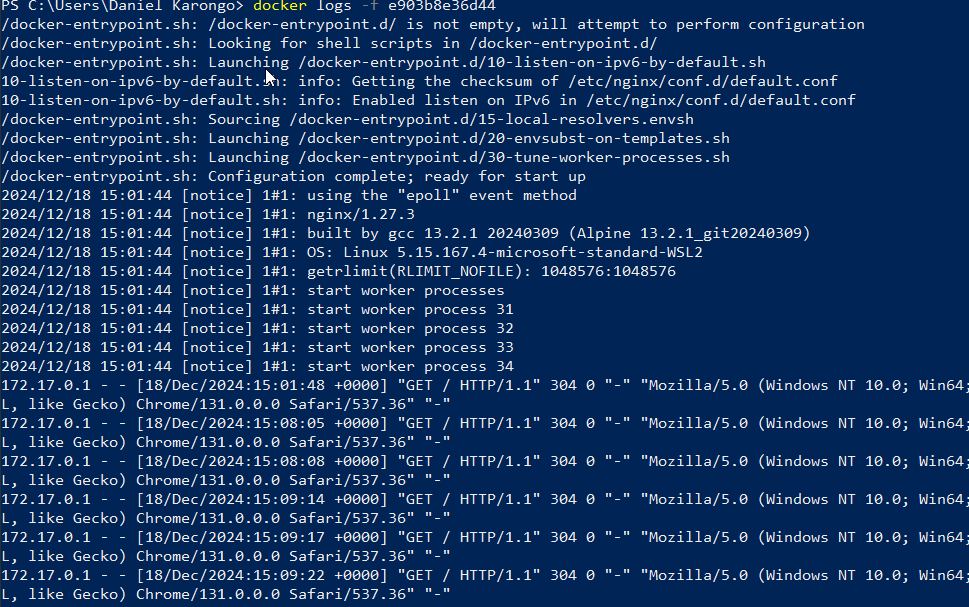 PS C:\Users\Daniel Karongo> docker logs -f e903b8e36d44
/docker-entrypoint.sh: /docker-entrypoint.d/ is not empty, will attempt to perform configuration
/docker-entrypoint.sh: Looking for shell scripts in /docker-entrypoint.d/
/docker-entrypoint.sh: Launching /docker-entrypoint.d/10-listen-on-ipv6-by-default.sh
10-listen-on-ipv6-by-default.sh: info: Getting the checksum of /etc/nginx/conf.d/default.conf
10-listen-on-ipv6-by-default.sh: info: Enabled listen on IPv6 in /etc/nginx/conf.d/default.conf
/docker-entrypoint.sh: Sourcing /docker-entrypoint.d/15-local-resolvers.envsh
/docker-entrypoint.sh: Launching /docker-entrypoint.d/20-envsubst-on-templates.sh
/docker-entrypoint.sh: Launching /docker-entrypoint.d/30-tune-worker-processes.sh
/docker-entrypoint.sh: Configuration complete; ready for start up
2024/12/18 15:01:44 [notice] 1#1: using the "epoll" event method
2024/12/18 15:01:44 [notice] 1#1: nginx/1.27.3
2024/12/18 15:01:44 [notice] 1#1: built by gcc 13.2.1 20240309 (Alpine 13.2.1_git20240309)
2024/12/18 15:01:44 [notice] 1#1: OS: Linux 5.15.167.4-microsoft-standard-WSL2
2024/12/18 15:01:44 [notice] 1#1: getrlimit(RLIMIT_NOFILE): 1048576:1048576
2024/12/18 15:01:44 [notice] 1#1: start worker processes
2024/12/18 15:01:44 [notice] 1#1: start worker process 31
2024/12/18 15:01:44 [notice] 1#1: start worker process 32
2024/12/18 15:01:44 [notice] 1#1: start worker process 33
2024/12/18 15:01:44 [notice] 1#1: start worker process 34
172.17.0.1 - - [18/Dec/2024:15:01:48 +0000] "GET / HTTP/1.1" 304 0 "-" "Mozilla/5.0 (Windows NT 10.0; Win64;
L, like Gecko) Chrome/131.0.0.0 Safari/537.36" "-"
172.17.0.1 - - [18/Dec/2024:15:08:05 +0000] "GET / HTTP/1.1" 304 0 "-" "Mozilla/5.0 (Windows NT 10.0; Win64;
L, like Gecko) Chrome/131.0.0.0 Safari/537.36" "-"
172.17.0.1 - - [18/Dec/2024:15:08:08 +0000] "GET / HTTP/1.1" 304 0 "-" "Mozilla/5.0 (Windows NT 10.0; Win64;
L, like Gecko) Chrome/131.0.0.0 Safari/537.36" "-"
172.17.0.1 - - [18/Dec/2024:15:09:14 +0000] "GET / HTTP/1.1" 304 0 "-" "Mozilla/5.0 (Windows NT 10.0; Win64;
L, like Gecko) Chrome/131.0.0.0 Safari/537.36" "-"
172.17.0.1 - - [18/Dec/2024:15:09:17 +0000] "GET / HTTP/1.1" 304 0 "-" "Mozilla/5.0 (Windows NT 10.0; Win64;
L, like Gecko) Chrome/131.0.0.0 Safari/537.36" "-"
172.17.0.1 - - [18/Dec/2024:15:09:22 +0000] "GET / HTTP/1.1" 304 0 "-" "Mozilla/5.0 (Windows NT 10.0; Win64;
L, like Gecko) Chrome/131.0.0.0 Safari/537.36" "-"